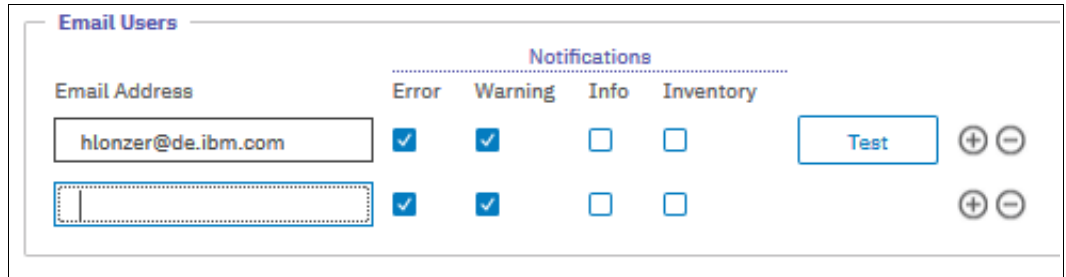 Email Users
Notifications
Email Address Error Warning Info Inventory
hlonzer@de.ibm.com Test